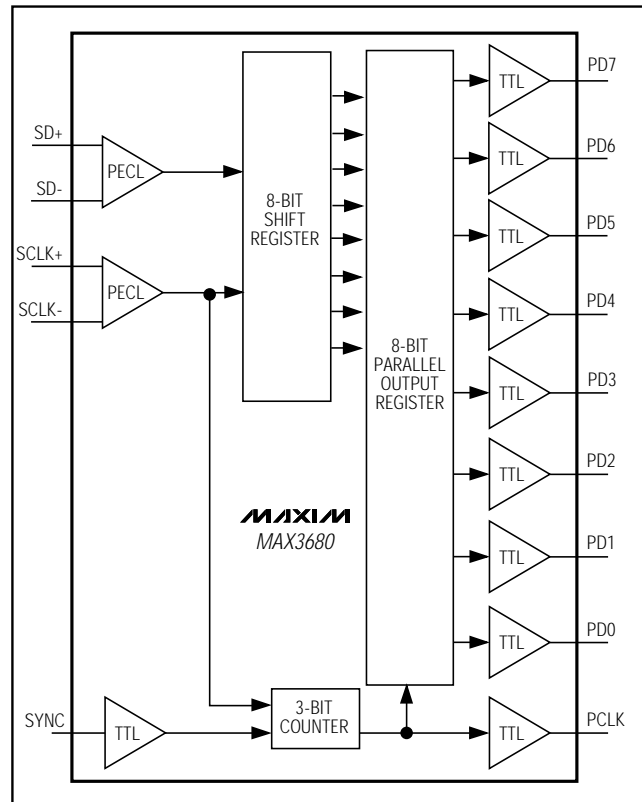 SD+
SD-
SCLK+
SCLK-
SYNC
PECL
PECL
TTL
8-BIT
SHIFT
REGISTER
8-BIT
PARALLEL
OUTPUT
REGISTER
3-BIT
COUNTER
MAXIM
MAX3680
TTL
PD7
TTL
PD6
TTL
PD5
TTL
PD4
TTL
PD3
TTL
PD2
TTL
PD1
TTL
PD0
TTL
PCLK